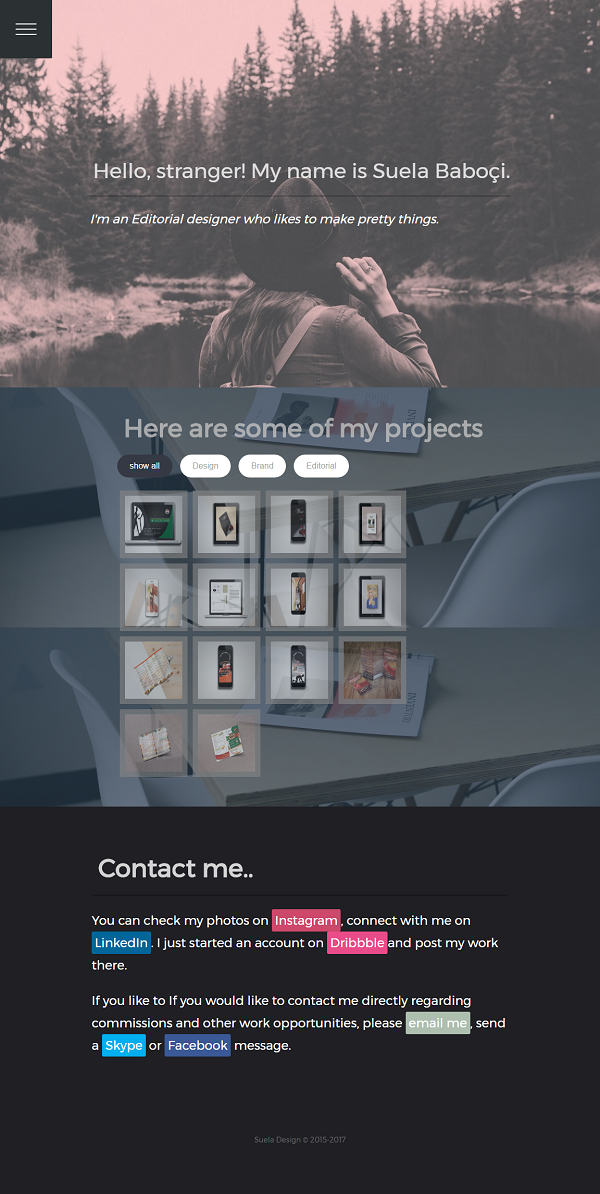 Hello, stranger! My name is Suela Baboçi.
I'm an Editorial designer who likes to make pretty things.
Here are some of my projects
show all Design Brand Editorial
Contact me..
You can check my photos on Instagram, connect with me on
LinkedIn. I just started an account on Dribbble and post my work
there.
If you like to If you would like to contact me directly regarding
commissions and other work opportunities, please email me, send
a Skype or Facebook message.
Suela Design © 2015-2017